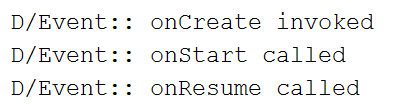 D/Event:: onCreate invoked
D/Event:: onStart called
D/Event:: onResume called